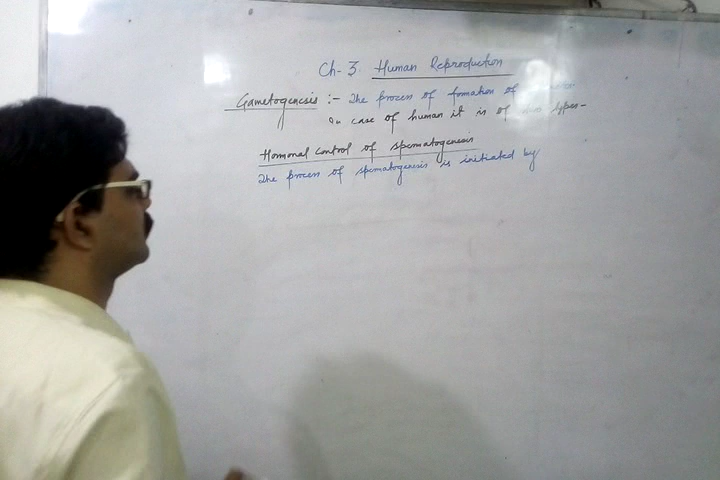 Ch- 3 Human Reproduction
Gametogenesis :- The process of formation of
In case of human it is of types-
Hormonal control of spermatogenesis
The process of spermatogenesis is initiated by